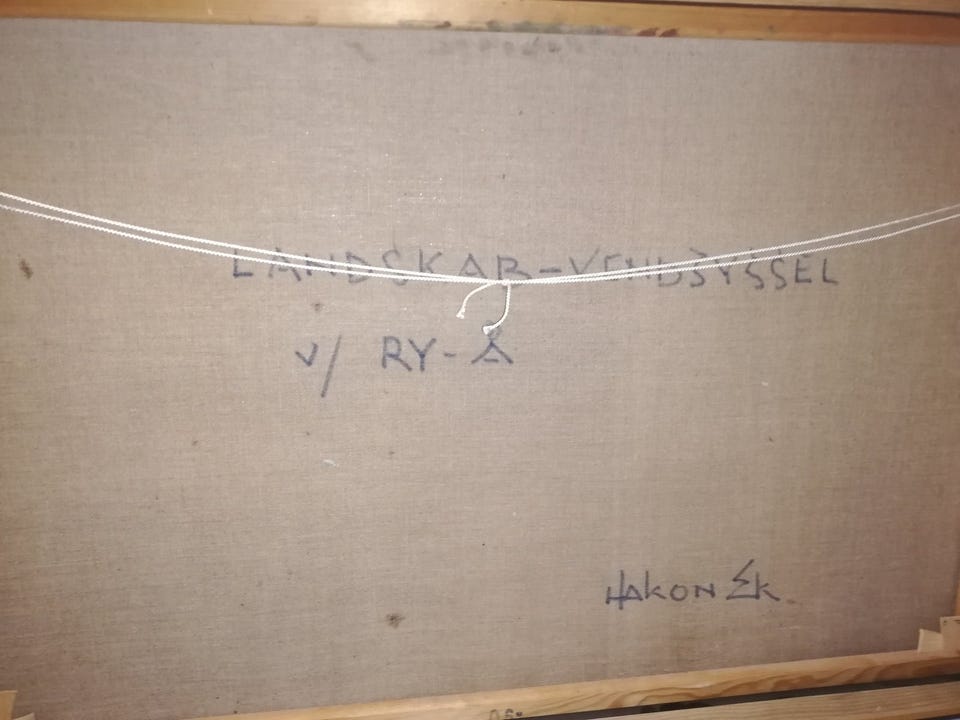 LANDSKAB-VENDSYSSEL
v/ RY-Å
HAKON EK.